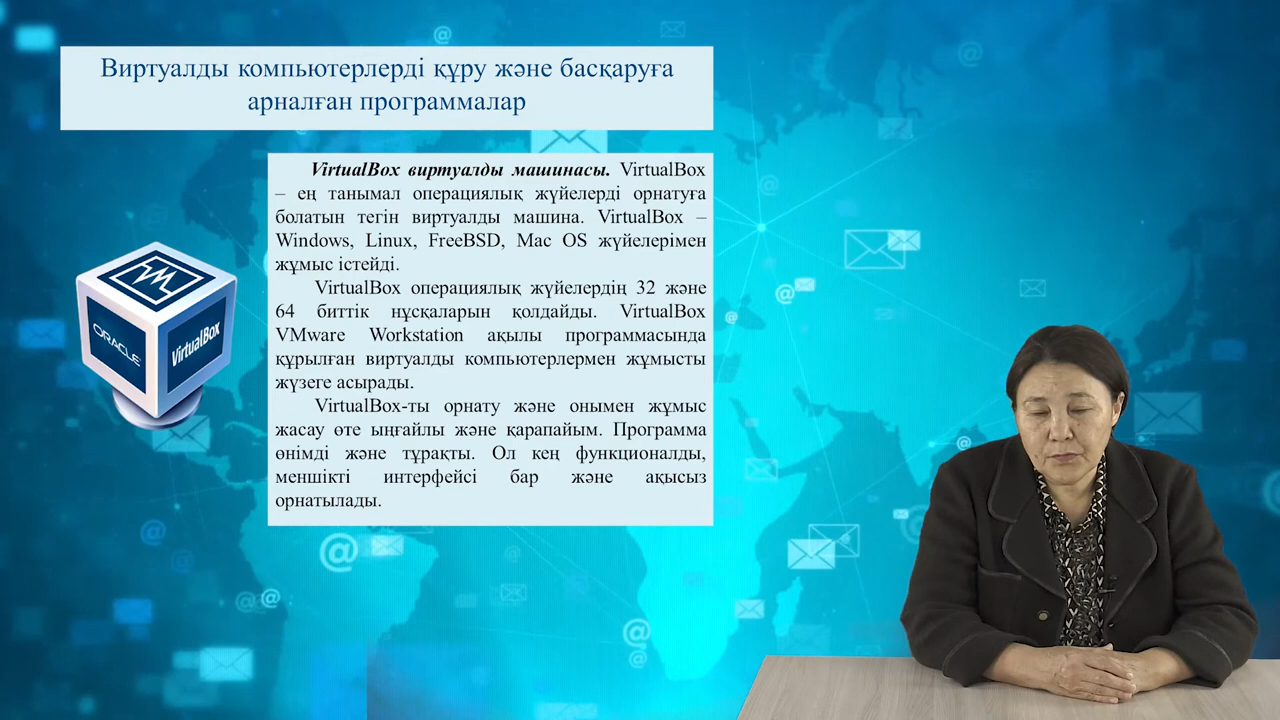 Виртуалды компьютерлерді құру және басқаруға
арналған программалар
VirtualBox виртуалды машинасы. VirtualBox
– ең танымал операциялық жүйелерді орнатуға
болатын тегін виртуалды машина. VirtualBox –
Windows, Linux, FreeBSD, Mac OS жүйелерімен
жұмыс істейді.
VirtualBox операциялық жүйелердің 32 және
64 биттік нұсқаларын қолдайды. VirtualBox
VMware Workstation ақылы программасында
құрылған виртуалды компьютерлермен жұмысты
жүзеге асырады.
VirtualBox-ты орнату және онымен жұмыс
жасау өте ыңғайлы және қарапайым. Программа
өнімді және тұрақты. Ол кең функционалды,
меншікті интерфейсі бар және ақысыз
орнатылады.
ORACLE
VirtualBox